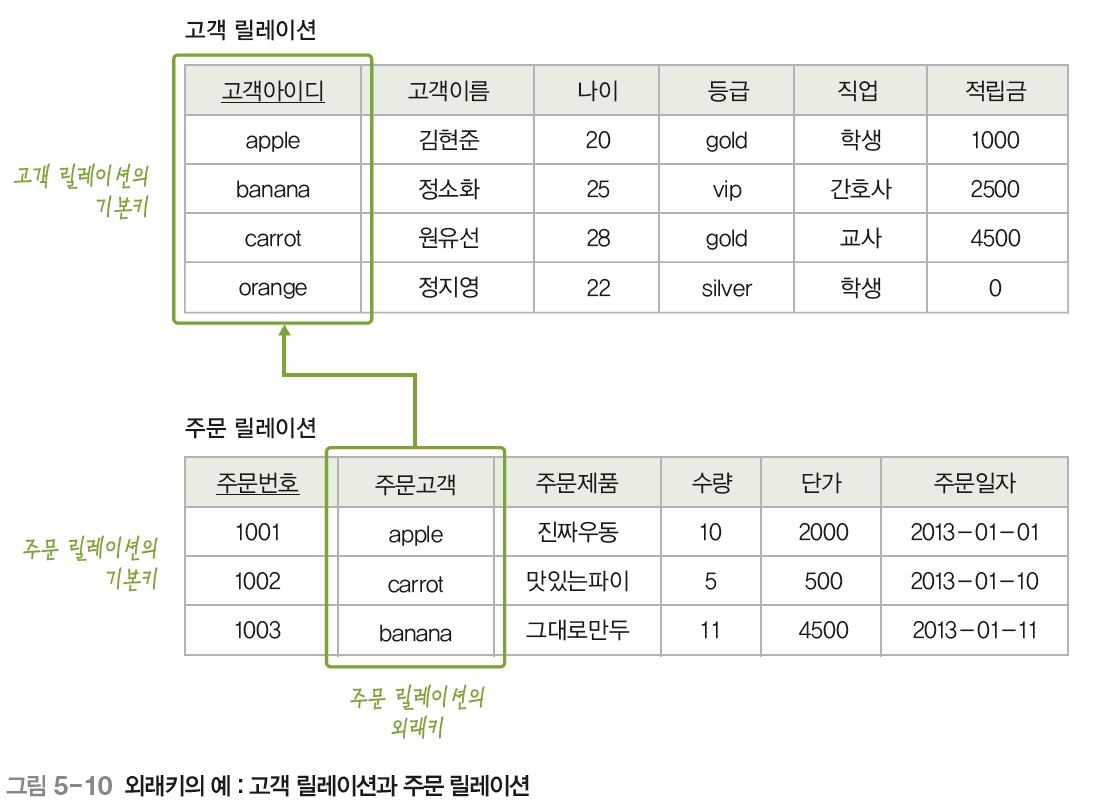 고객 릴레이션
고객아이디 고객이름 나이 등급 직업 적립금
apple 김현준 20 gold 학생 1000
고객 릴레이션의
기본키
banana 정소화 25 vip 간호사 2500
carrot 원유선 28 gold 교사 4500
orange 정지영 22 silver 학생 0
주문 릴레이션
주문번호 주문고객 주문제품 수량 단가 주문일자
1001 apple 진짜우동 10 2000 2013-01-01
주문 릴레이션의
기본키
1002 carrot 맛있는파이 5 500 2013-01-10
1003 banana 그대로만두 11 4500 2013-01-11
주문 릴레이션의
외래키
그림 5-10 외래키의 예 : 고객 릴레이션과 주문 릴레이션